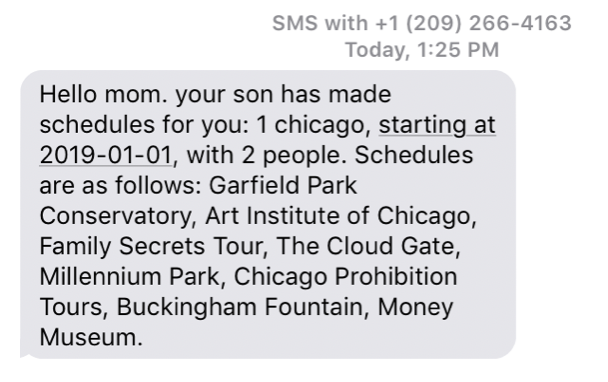 SMS with +1 (209) 266-4163
Today, 1:25 PM
Hello mom. your son has made
schedules for you: 1 chicago, starting at
2019-01-01, with 2 people. Schedules
are as follows: Garfield Park
Conservatory, Art Institute of Chicago,
Family Secrets Tour, The Cloud Gate,
Millennium Park, Chicago Prohibition
Tours, Buckingham Fountain, Money
Museum.